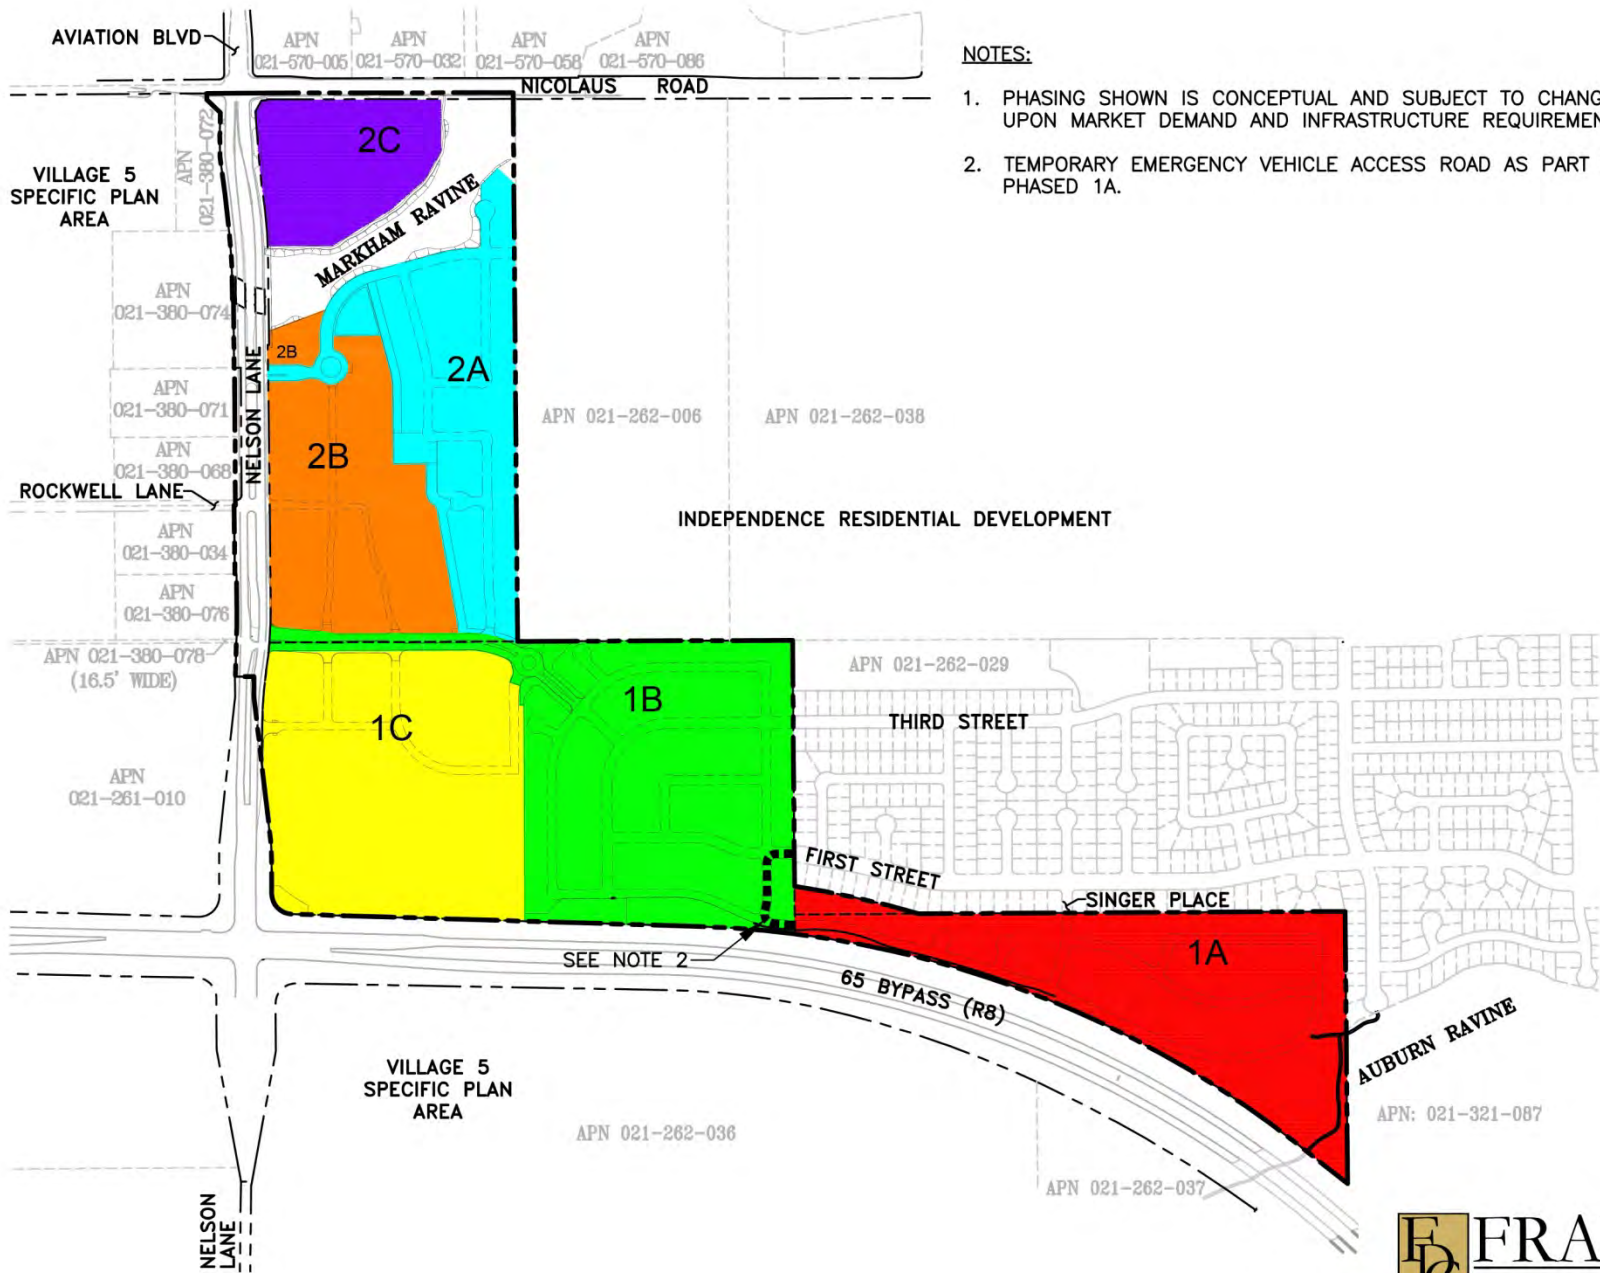 AVIATION BLVD
APN
021-570-005
APN
021-570-032
APN
021-570-058
APN
021-570-086
NICOLAUS ROAD
NOTES:
1. PHASING SHOWN IS CONCEPTUAL AND SUBJECT TO CHANG
UPON MARKET DEMAND AND INFRASTRUCTURE REQUIREMEN
2. TEMPORARY EMERGENCY VEHICLE ACCESS ROAD AS PART
PHASED 1A.
VILLAGE 5
SPECIFIC PLAN
AREA
APN
021-380-072
2C
MARKHAM RAVINE
APN
021-380-074
2B
2A
NELSON LANE
APN
021-380-071
APN 021-262-006
APN 021-262-038
APN
021-380-068
2B
ROCKWELL LANE
INDEPENDENCE RESIDENTIAL DEVELOPMENT
APN
021-380-034
APN
021-380-076
APN 021-380-078
(16.5' WIDE)
APN 021-262-029
1B
1C
THIRD STREET
APN
021-261-010
FIRST STREET
SINGER PLACE
1A
SEE NOTE 2
65 BYPASS (R8)
AUBURN RAVINE
VILLAGE 5
SPECIFIC PLAN
AREA
APN 021-262-036
APN: 021-321-087
APN 021-262-037
NELSON
LANE
FRA